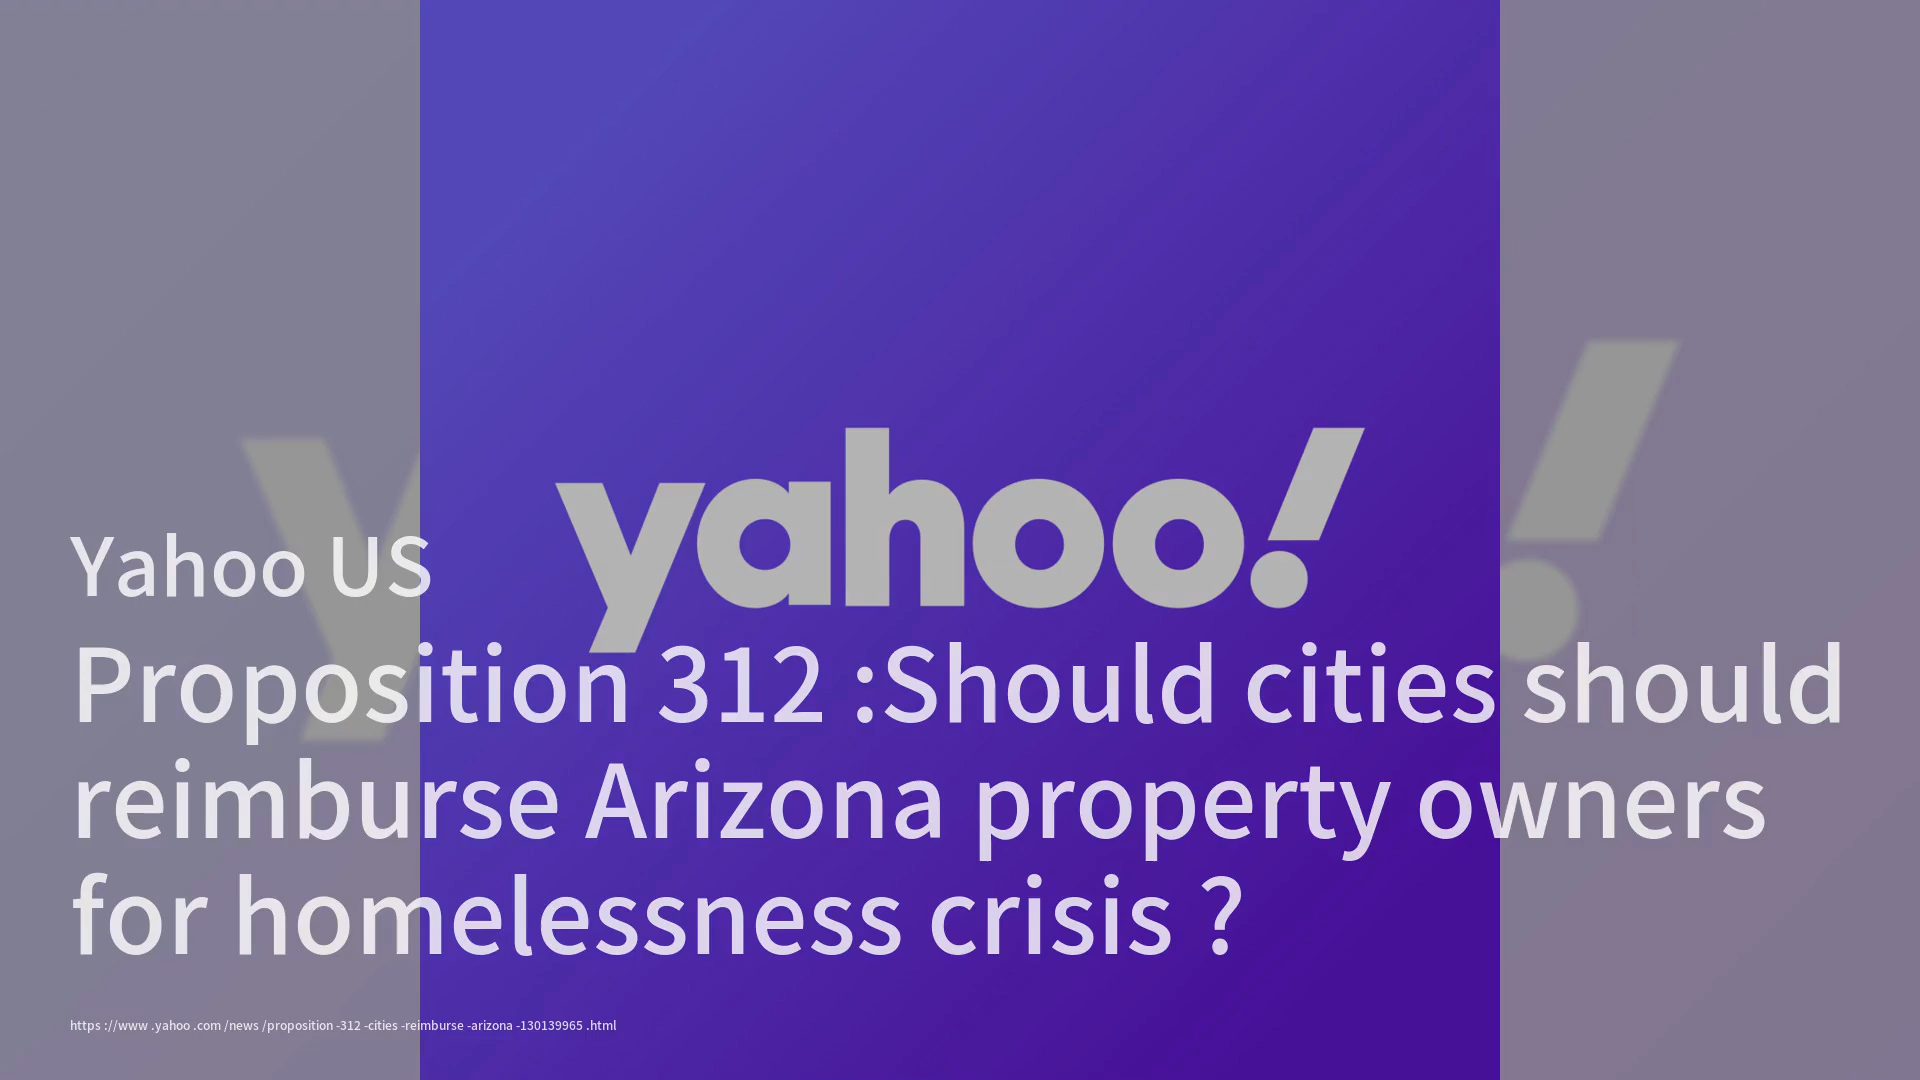 yahoo!
Yahoo US
Proposition 312 :Should cities should
reimburse Arizona property owners
for homelessness crisis ?
https ://www .yahoo .com /news /proposition -312 -cities -reimburse -arizona -130139965 .html